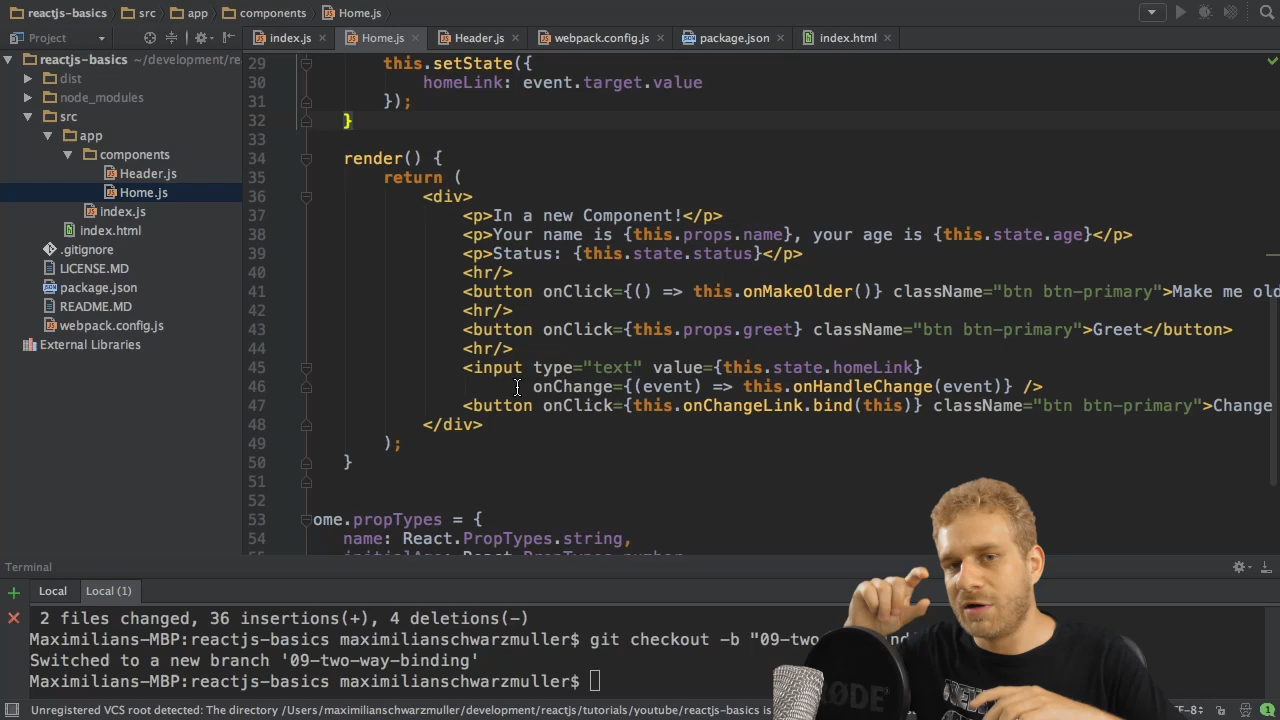 reactjs-basics src app components Home.js
Project index.js Home.js Header.js webpack.config.js package.json index.html
reactjs-basics ~/development/re
dist
node_modules
src
app
components
Header.js
Home.js
index.js
index.html
.gitignore
LICENSE.MD
package.json
README.MD
webpack.config.js
External Libraries
29 this.setState({
30 homeLink: event.target.value
31 });
32 }
33
34 render() {
35 return (
36 <div>
37 <p>In a new Component!</p>
38 <p>Your name is {this.props.name}, your age is {this.state.age}</p>
39 <p>Status: {this.state.status}</p>
40 <hr/>
41 <button onClick={() => this.onMakeOlder()} className="btn btn-primary">Make me old
42 <hr/>
43 <button onClick={this.props.greet} className="btn btn-primary">Greet</button>
44 <hr/>
45 <input type="text" value={this.state.homeLink}
46 onChange={(event) => this.onHandleChange(event)} />
47 <button onClick={this.onChangeLink.bind(this)} className="btn btn-primary">Change
48 </div>
49 );
50 }
51
52
53 ome.propTypes = {
54 name: React.PropTypes.string,
55 initialAge: React.PropTypes.number
Terminal
Local Local (1)
2 files changed, 36 insertions(+), 4 deletions(-)
Maximilians-MBP:reactjs-basics maximilianschwarzmuller$ git checkout -b "09-two
Switched to a new branch '09-two-way-binding'
Maximilians-MBP:reactjs-basics maximilianschwarzmuller$
Unregistered VCS root detected: The directory /Users/maximilianschwarzmuller/development/reactjs/tutorials/youtube/reactjs-basics is
RØDE